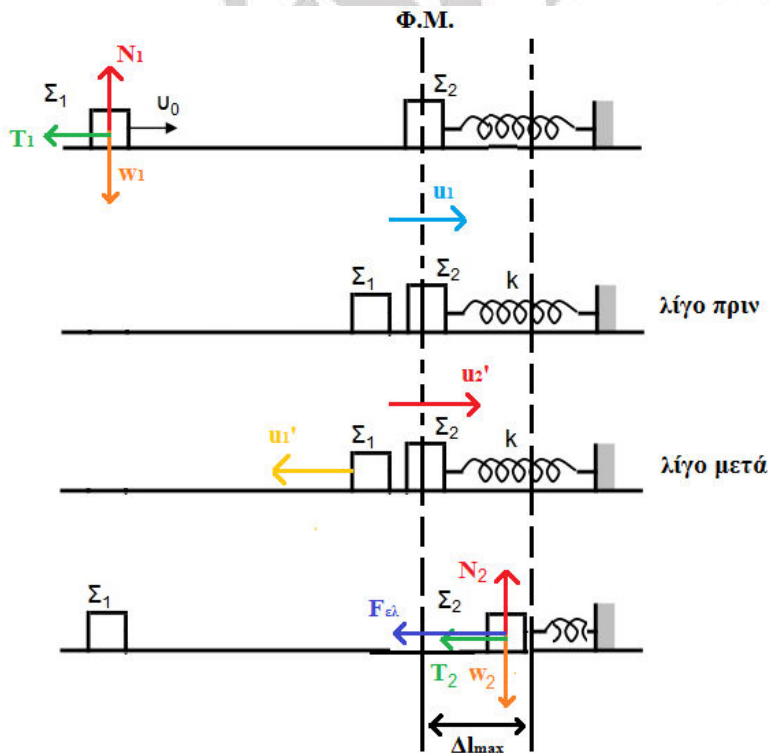 Φ.Μ.
N₁
Σ₁
υ₀
Σ₂
T₁
w₁
u₁
Σ₁
Σ₂
k
λίγο πριν
u₂'
u₁'
Σ₁
Σ₂
k
λίγο μετά
N₂
Σ₁
Fελ
Σ₂
T₂
w₂
Δlmax